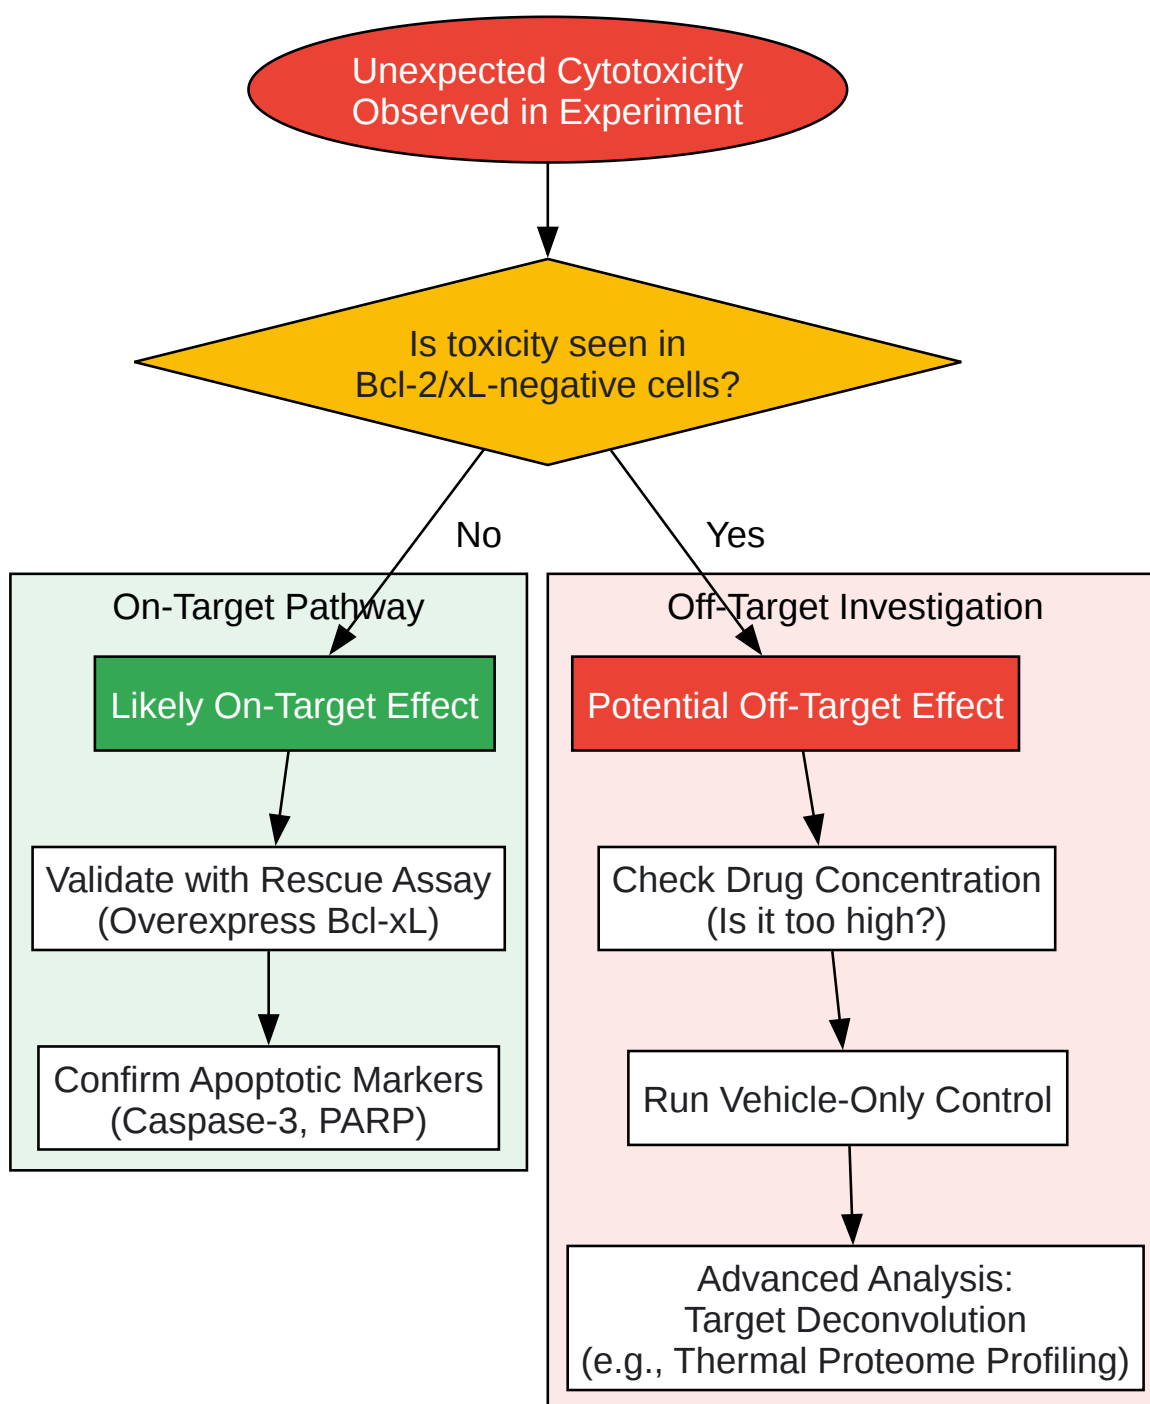 Unexpected Cytotoxicity
Observed in Experiment
Is toxicity seen in
Bcl-2/xL-negative cells?
No
Yes
On-Target Pathway
Likely On-Target Effect
Validate with Rescue Assay
(Overexpress Bcl-xL)
Confirm Apoptotic Markers
(Caspase-3, PARP)
Off-Target Investigation
Potential Off-Target Effect
Check Drug Concentration
(Is it too high?)
Run Vehicle-Only Control
Advanced Analysis:
Target Deconvolution
(e.g., Thermal Proteome Profiling)